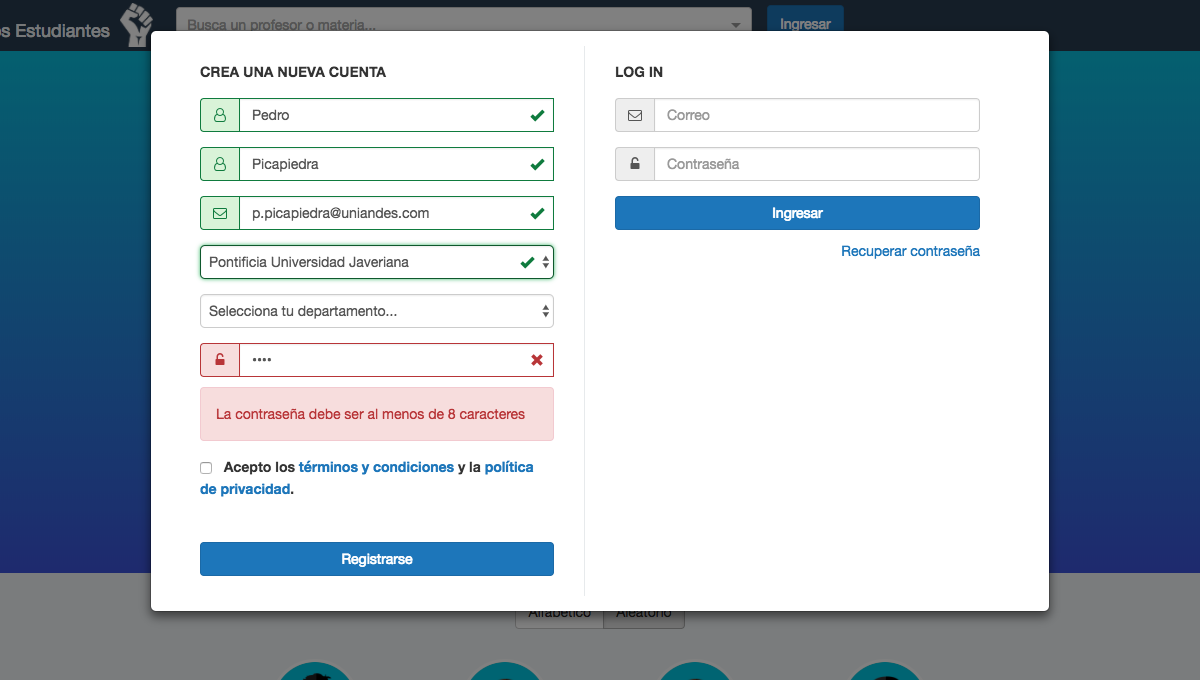 s Estudiantes
Busca un profesor o materia...
Ingresar
CREA UNA NUEVA CUENTA
Pedro
Picapiedra
p.picapiedra@uniandes.com
Pontificia Universidad Javeriana
Selecciona tu departamento...
••••
La contraseña debe ser al menos de 8 caracteres
Acepto los términos y condiciones y la política
de privacidad.
Registrarse
LOG IN
Correo
Contraseña
Ingresar
Recuperar contraseña
Alfabético Aleatorio